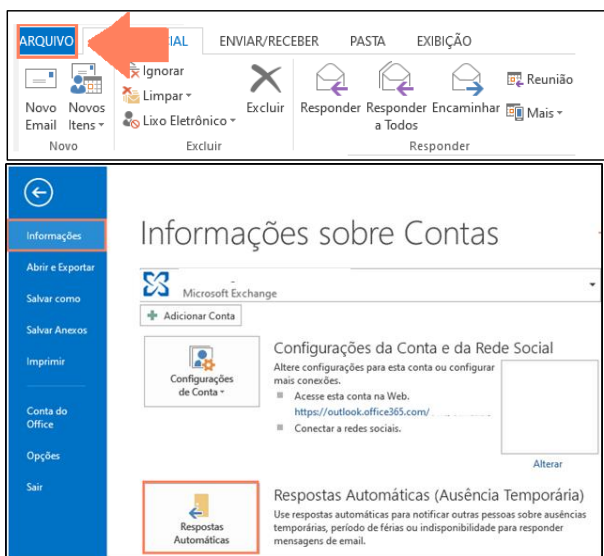 ARQUIVO IAL ENVIAR/RECEBER PASTA EXIBIÇÃO
Ignorar
Limpar
Lixo Eletrônico
Novo Email
Novos Itens
Excluir
Responder
Responder a Todos
Encaminhar
Reunião
Mais
Novo
Excluir
Responder
Informações
Abrir e Exportar
Salvar como
Salvar Anexos
Imprimir
Conta do
Office
Opções
Sair
Informações sobre Contas
Microsoft Exchange
Adicionar Conta
Configurações
de Conta
Configurações da Conta e da Rede Social
Altere configurações para esta conta ou configurar
mais conexões.
Acesse esta conta na Web.
https://outlook.office365.com/
Conectar a redes sociais.
Alterar
Respostas
Automáticas
Respostas Automáticas (Ausência Temporária)
Use respostas automáticas para notificar outras pessoas sobre ausências
temporárias, período de férias ou indisponibilidade para responder
mensagens de email.